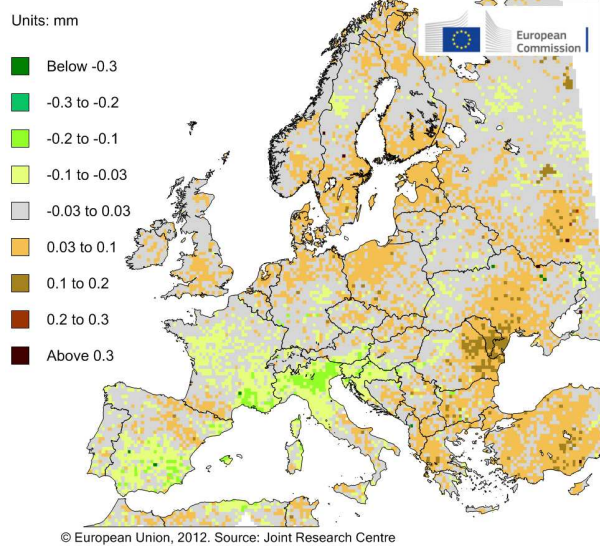 Units: mm
Below -0.3
-0.3 to -0.2
-0.2 to -0.1
-0.1 to -0.03
-0.03 to 0.03
0.03 to 0.1
0.1 to 0.2
0.2 to 0.3
Above 0.3
European
Commission
© European Union, 2012. Source: Joint Research Centre